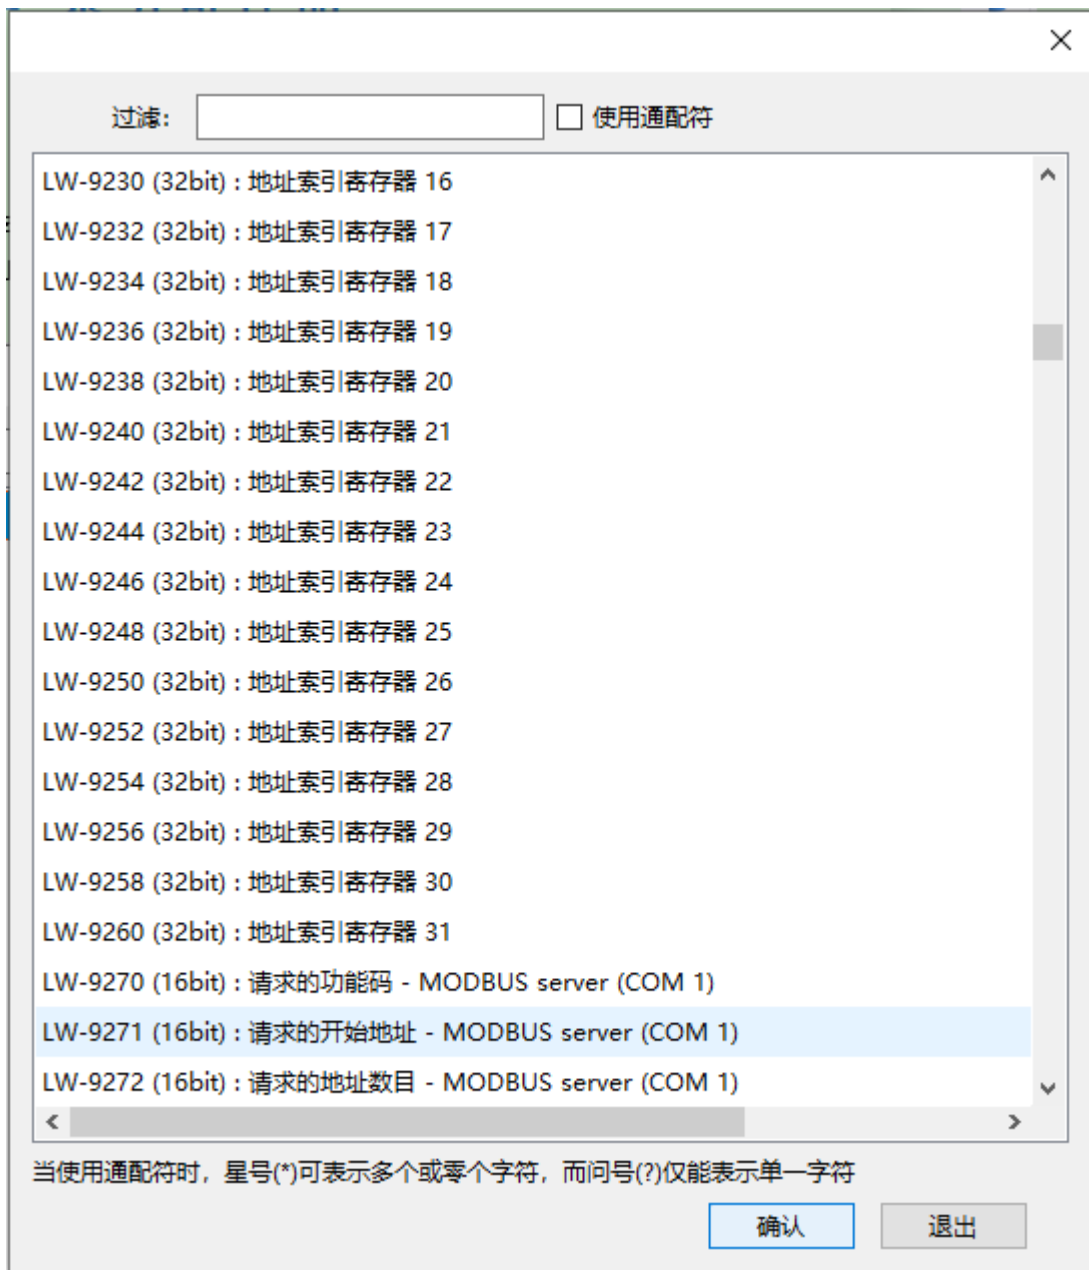 过滤:
使用通配符
LW-9230 (32bit) : 地址索引寄存器 16
LW-9232 (32bit) : 地址索引寄存器 17
LW-9234 (32bit) : 地址索引寄存器 18
LW-9236 (32bit) : 地址索引寄存器 19
LW-9238 (32bit) : 地址索引寄存器 20
LW-9240 (32bit) : 地址索引寄存器 21
LW-9242 (32bit) : 地址索引寄存器 22
LW-9244 (32bit) : 地址索引寄存器 23
LW-9246 (32bit) : 地址索引寄存器 24
LW-9248 (32bit) : 地址索引寄存器 25
LW-9250 (32bit) : 地址索引寄存器 26
LW-9252 (32bit) : 地址索引寄存器 27
LW-9254 (32bit) : 地址索引寄存器 28
LW-9256 (32bit) : 地址索引寄存器 29
LW-9258 (32bit) : 地址索引寄存器 30
LW-9260 (32bit) : 地址索引寄存器 31
LW-9270 (16bit) : 请求的功能码 - MODBUS server (COM 1)
LW-9271 (16bit) : 请求的开始地址 - MODBUS server (COM 1)
LW-9272 (16bit) : 请求的地址数目 - MODBUS server (COM 1)
当使用通配符时，星号(*)可表示多个或零个字符，而问号(?)仅能表示单一字符
确认
退出